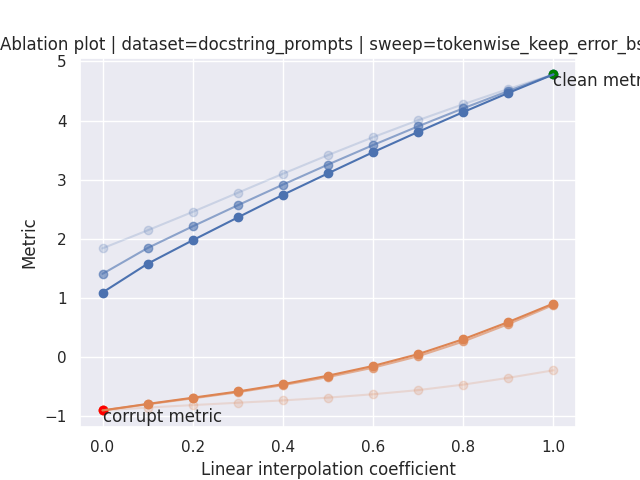 Ablation plot | dataset=docstring_prompts | sweep=tokenwise_keep_error_bs
5
clean metr
4
3
2
1
0
−1
corrupt metric
Metric
0.0 0.2 0.4 0.6 0.8 1.0
Linear interpolation coefficient